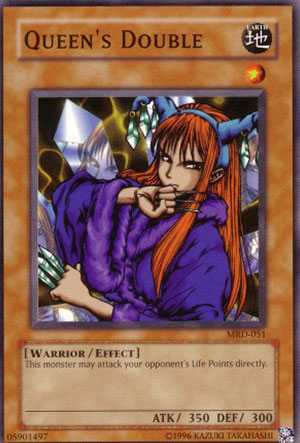 QUEEN'S DOUBLE
EARTH
地
MRD-051
[WARRIOR / EFFECT]
This monster may attack your opponent's Life Points directly.
ATK/ 350 DEF/ 300
05901497
©1996 KAZUKI TAKAHASHI